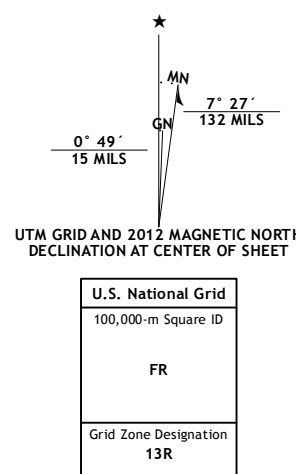 ★
MN
7° 27´
132 MILS
GN
0° 49´
15 MILS
UTM GRID AND 2012 MAGNETIC NORTH
DECLINATION AT CENTER OF SHEET
U.S. National Grid
100,000-m Square ID
FR
Grid Zone Designation
13R